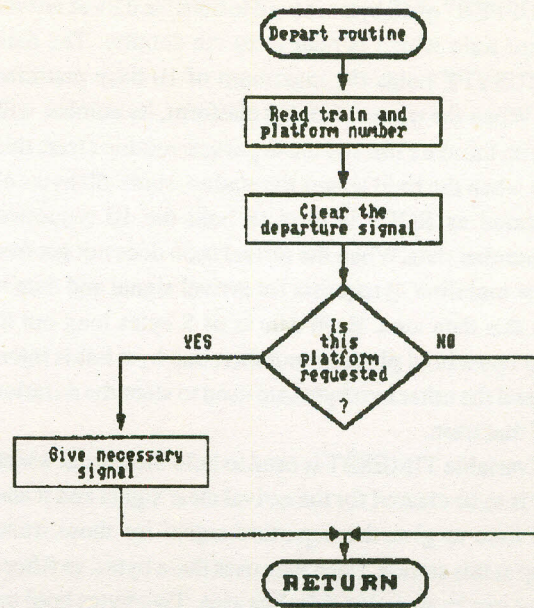 Depart routine
Read train and
platform number
Clear the
departure signal
Is
this
platform
requested
?
YES
NO
Give necessary
signal
RETURN